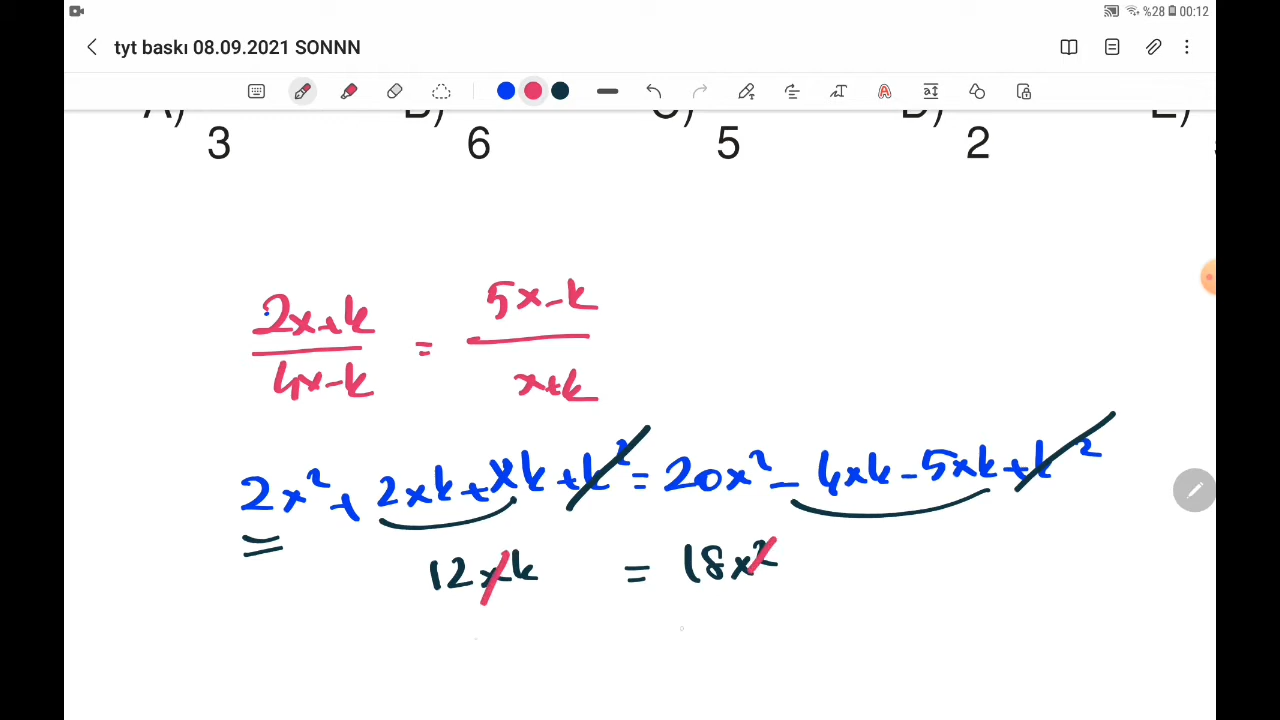 %28 00:12
tyt baskı 08.09.2021 SONNN
3 6 5 2
2x+k = 5x-k
4x-k x+k
2x² + 2xk + xk + k² = 20x² - 4xk - 5xk + k²
12xk = 18x²